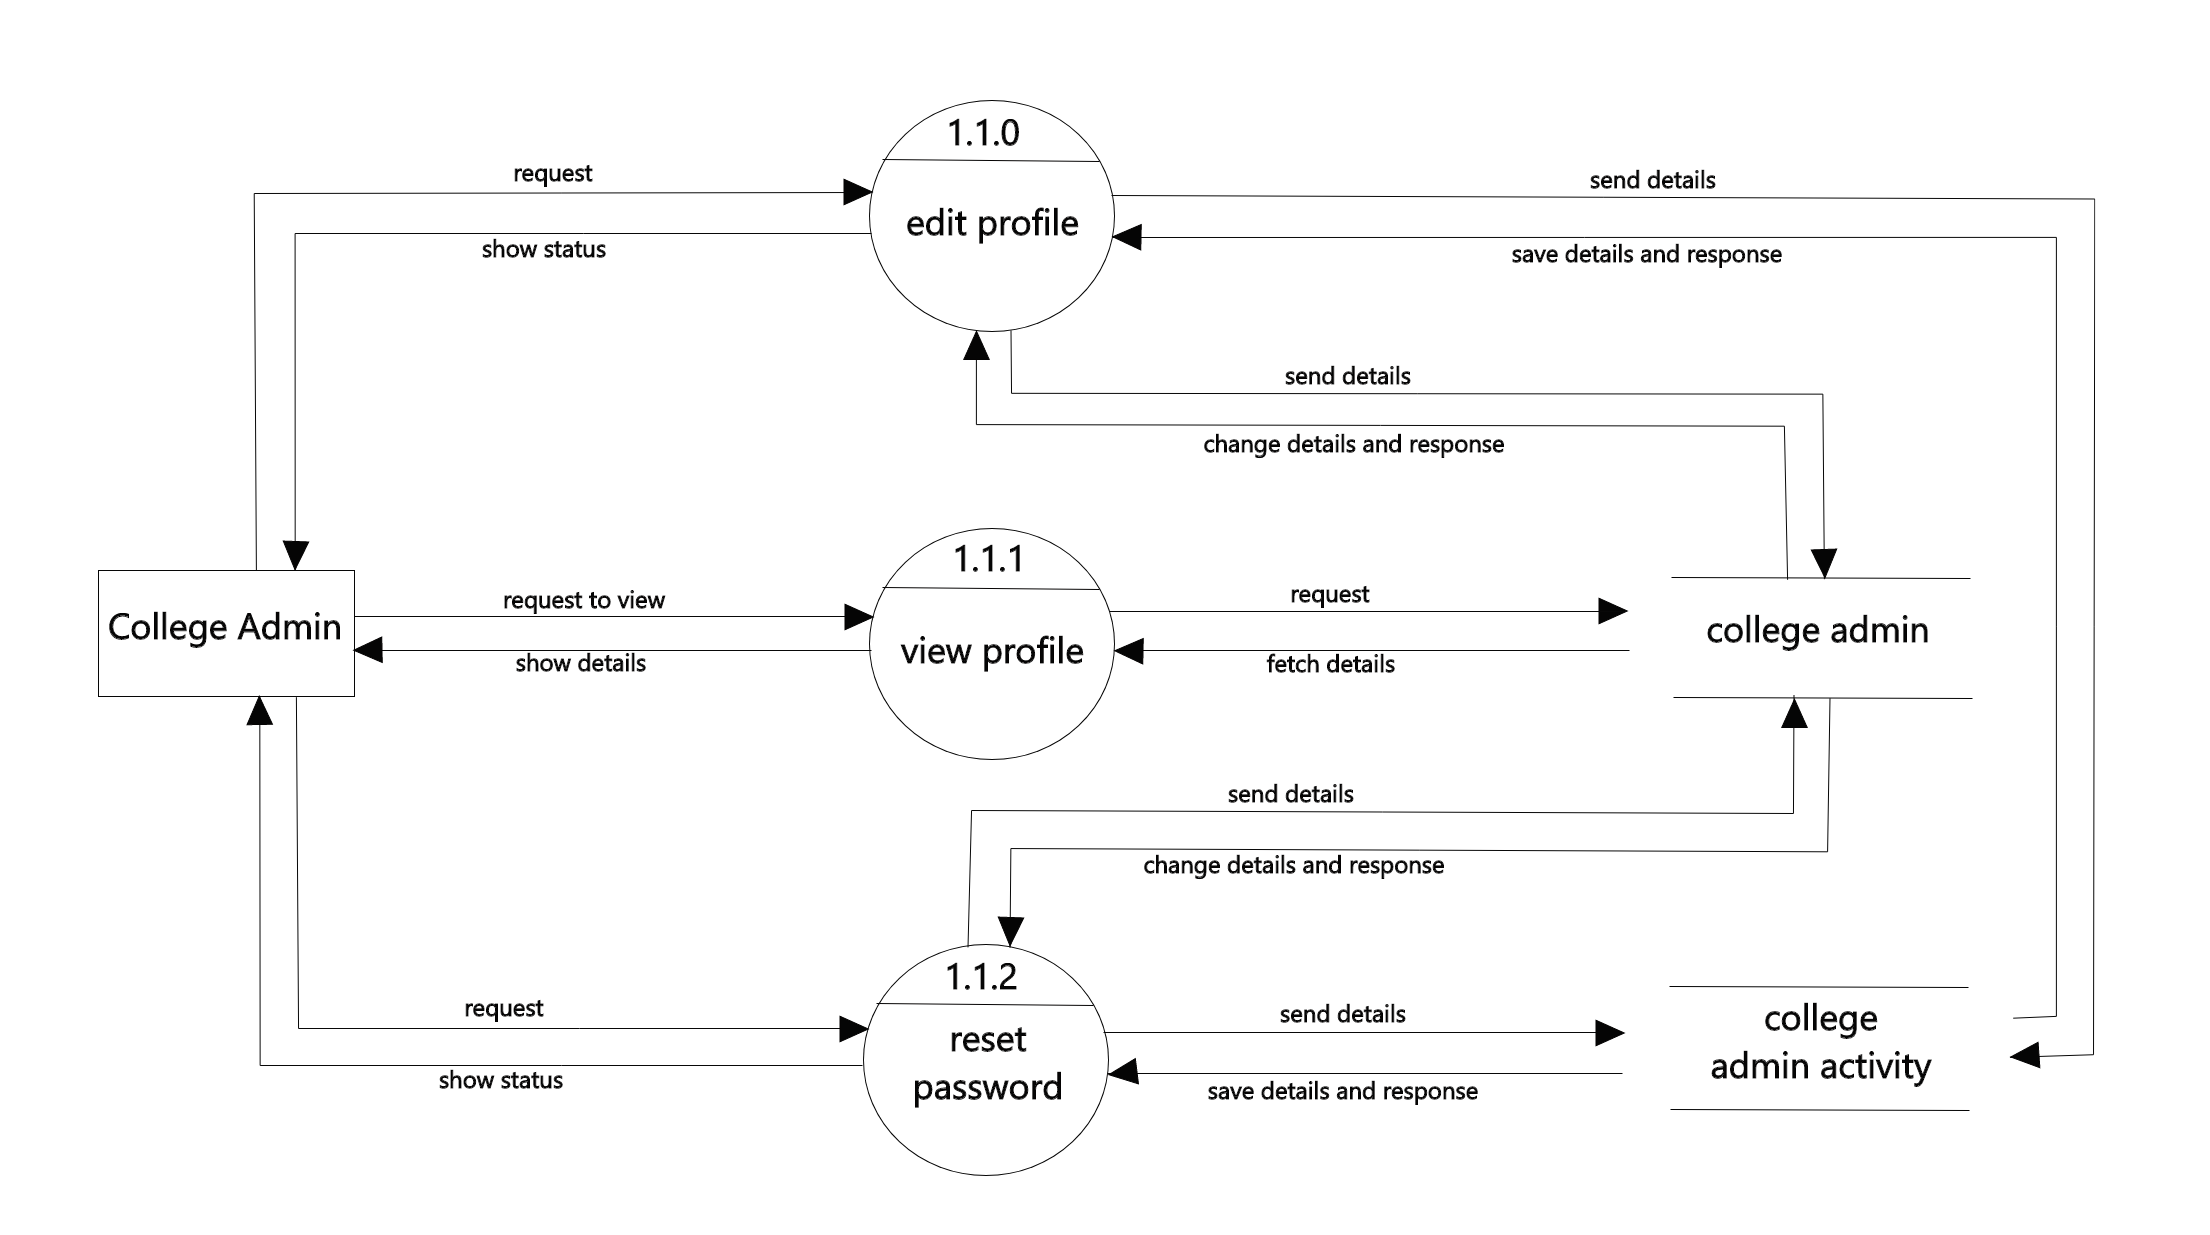 1.1.0
edit profile
request
show status
send details
save details and response
send details
change details and response
College Admin
request to view
show details
1.1.1
view profile
request
fetch details
college admin
send details
change details and response
request
show status
1.1.2
reset
password
send details
save details and response
college
admin activity